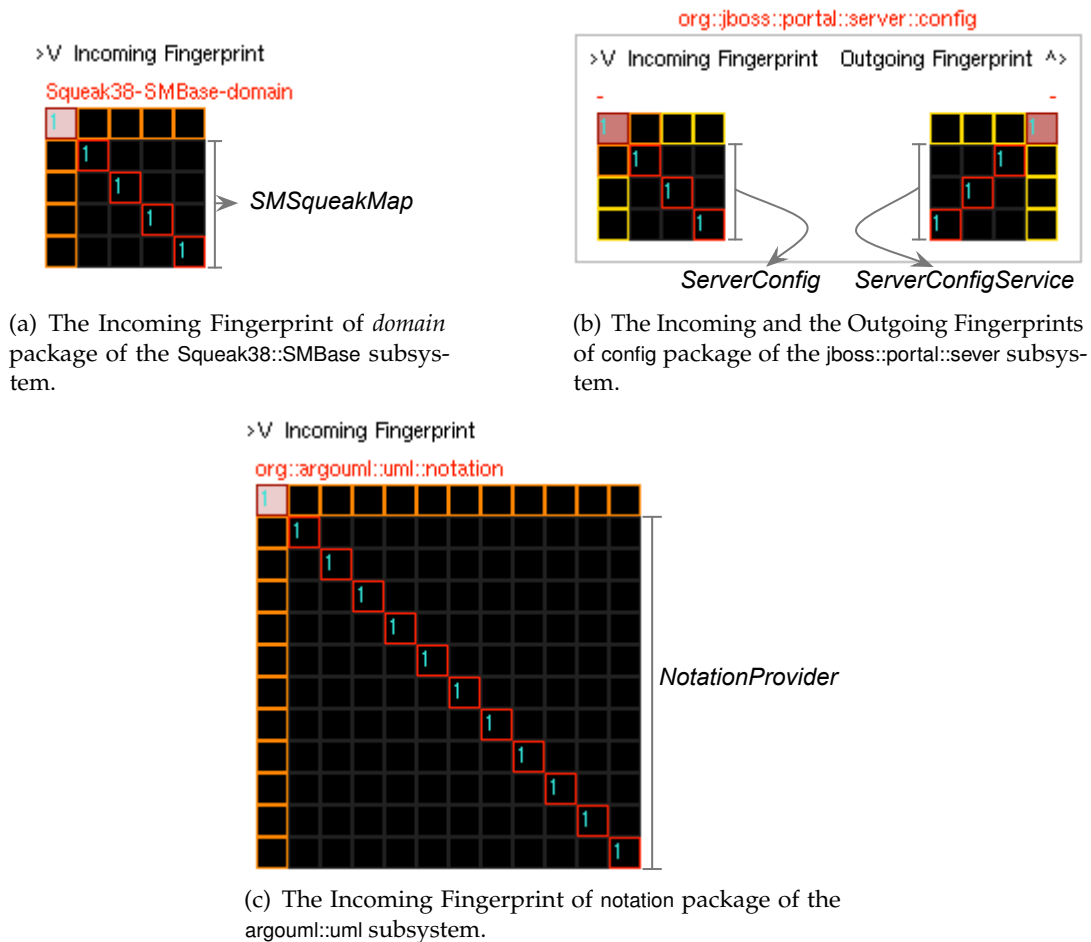 >V Incoming Fingerprint
Squeak38-SMBase-domain
1
1
1
1
1
SMSqueakMap
(a) The Incoming Fingerprint of domain
package of the Squeak38::SMBase subsys-
tem.
org::jboss::portal::server::config
>V Incoming Fingerprint Outgoing Fingerprint ^>
- -
1 1
1 1
1 1
1 1
ServerConfig ServerConfigService
(b) The Incoming and the Outgoing Fingerprints
of config package of the jboss::portal::sever subsys-
tem.
>V Incoming Fingerprint
org::argouml::uml::notation
1
1
1
1
1
1
1
1
1
1
1
1
NotationProvider
(c) The Incoming Fingerprint of notation package of the
argouml::uml subsystem.